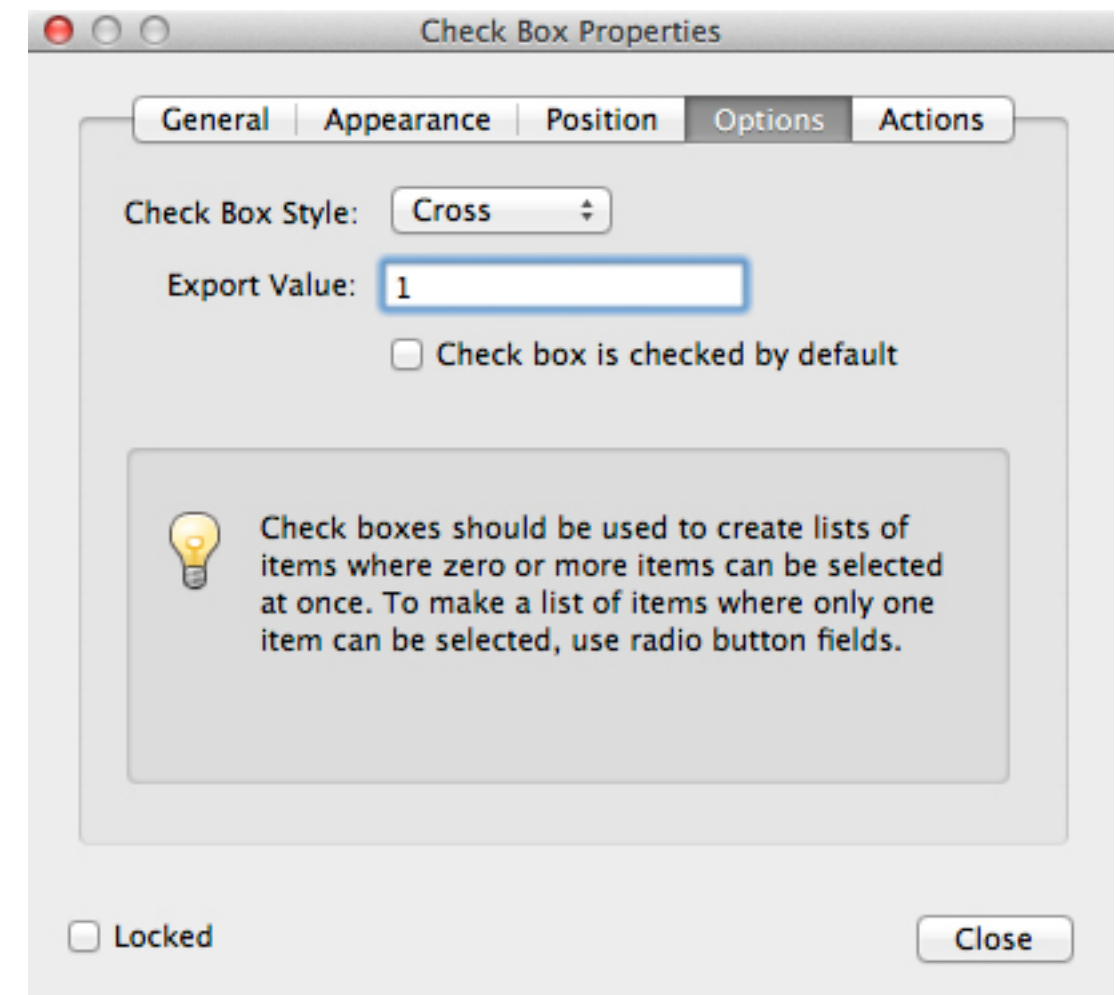 Check Box Properties
General Appearance Position Options Actions
Check Box Style: Cross
Export Value: 1
Check box is checked by default
Check boxes should be used to create lists of
items where zero or more items can be selected
at once. To make a list of items where only one
item can be selected, use radio button fields.
Locked Close